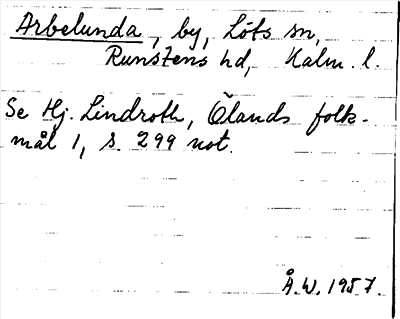 Arbelunda, by, Löts sn,
Runstens hd, Kalm. l.
Se Hj. Lindroth, Ölands folk-
mål 1, s. 299 not.
Å.W. 1957.